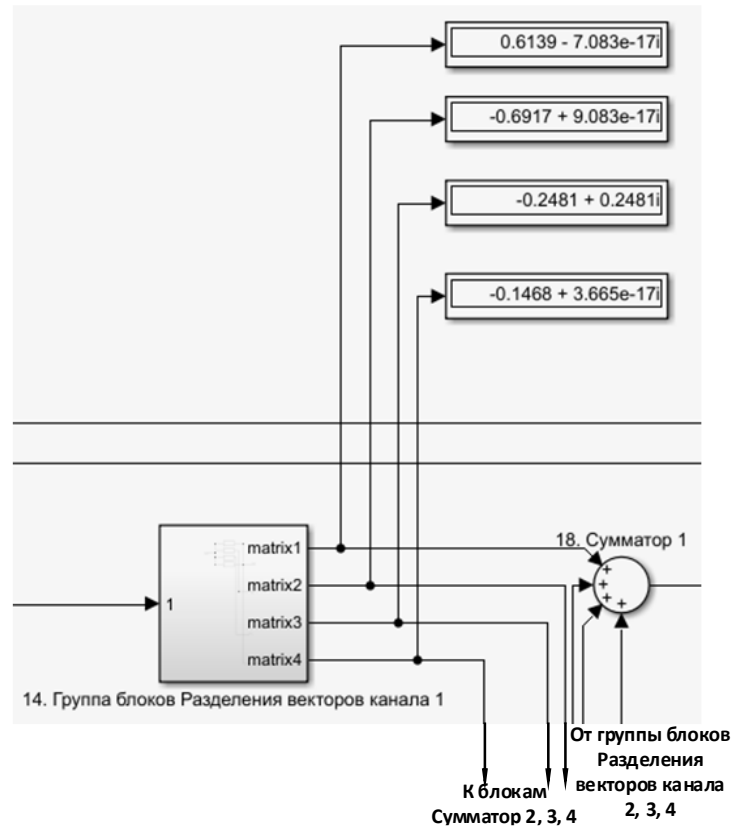 0.6139 - 7.083e-17i
-0.6917 + 9.083e-17i
-0.2481 + 0.2481i
-0.1468 + 3.665e-17i
18. Сумматор 1
matrix1
matrix2
1
matrix3
matrix4
+
+
+
+
14. Группа блоков Разделения векторов канала 1
От группы блоков
Разделения
векторов канала
2, 3, 4
К блокам
Сумматор 2, 3, 4